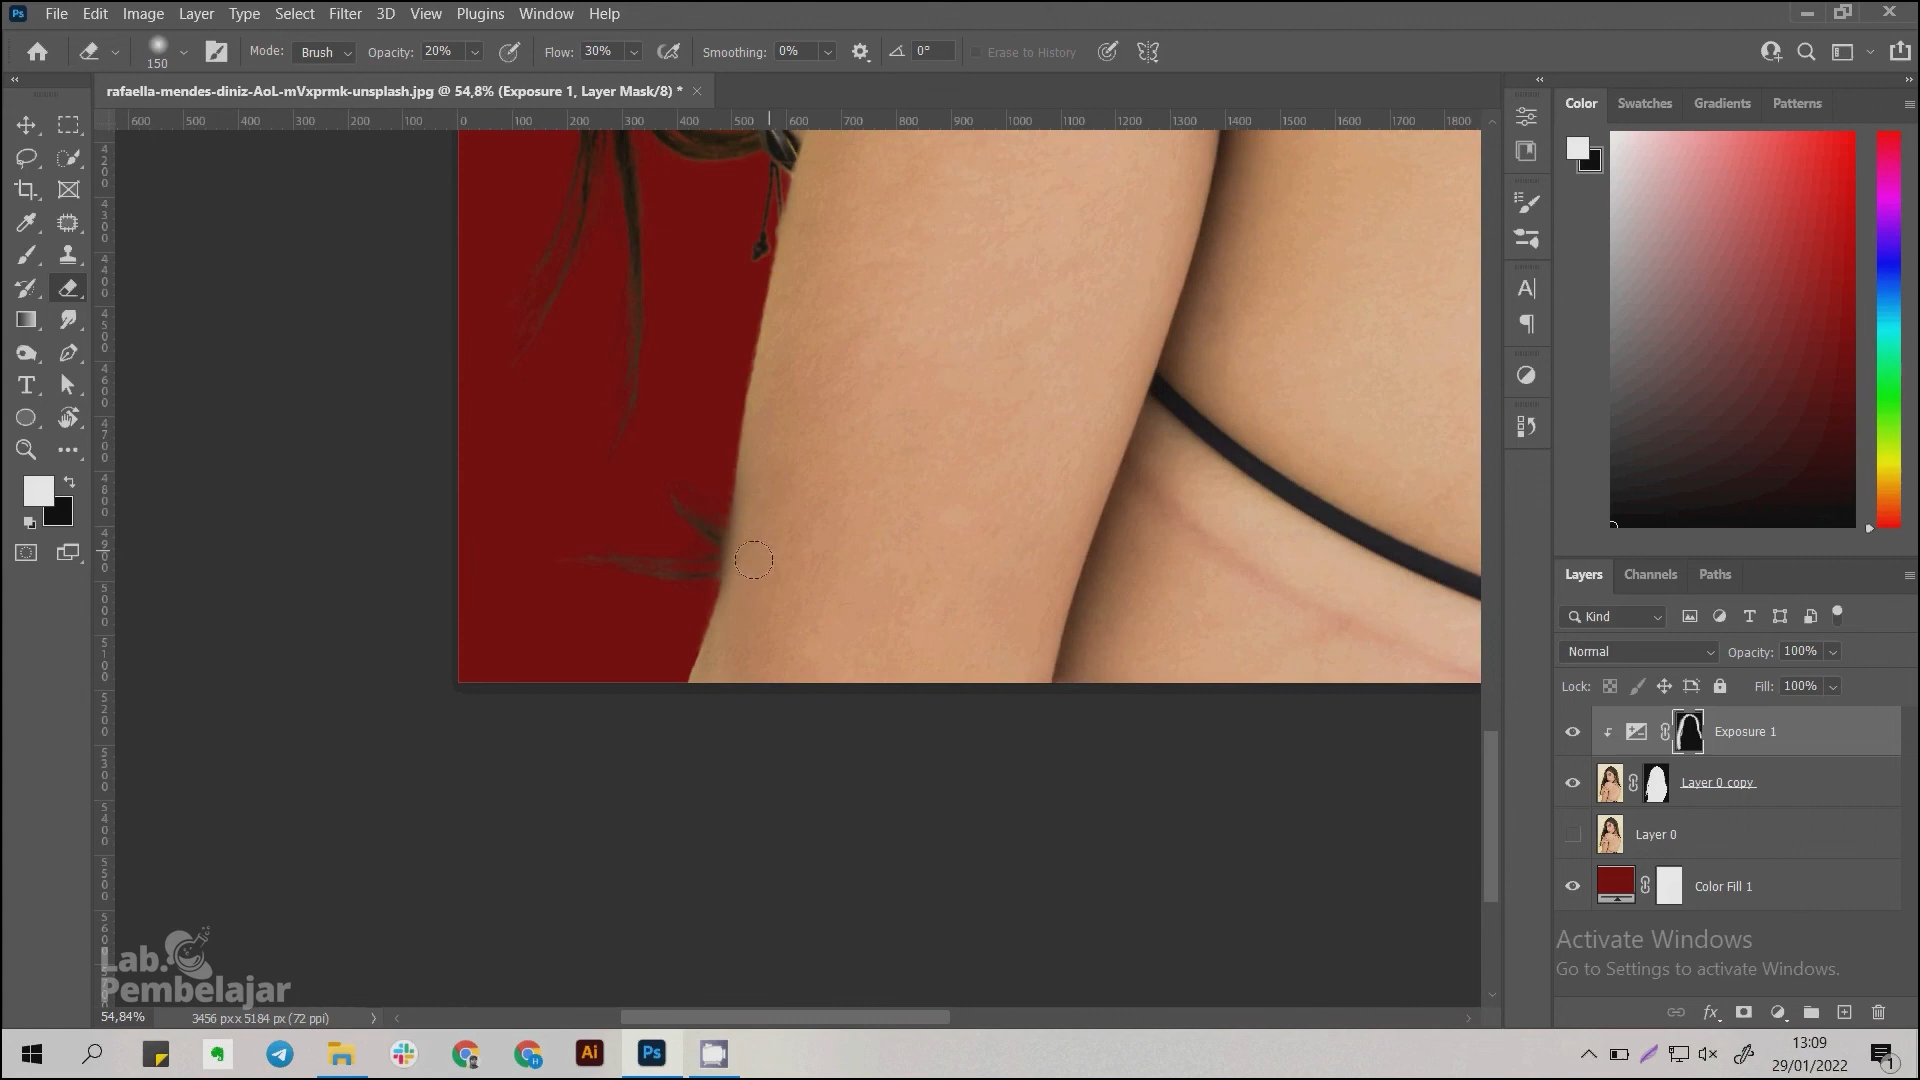 Ps File Edit Image Layer Type Select Filter 3D View Plugins Window Help
150 Mode: Brush Opacity: 20% Flow: 30% Smoothing: 0% 0° Erase to History
rafaella-mendes-diniz-AoL-mVxprmk-unsplash.jpg @ 54,8% (Exposure 1, Layer Mask/8) *
600 500 400 300 200 100 0 100 200 300 400 500 600 700 800 900 1000 1100 1200 1300 1400 1500 1600 1700 1800
Color Swatches Gradients Patterns
Layers Channels Paths
Kind
Normal Opacity: 100%
Lock: Fill: 100%
Exposure 1
Layer 0 copy
Layer 0
Color Fill 1
Activate Windows
Go to Settings to activate Windows.
Lab.
Pembelajar
54,84% 3456 px x 5184 px (72 ppi)
Ai Ps
13:09
29/01/2022
1